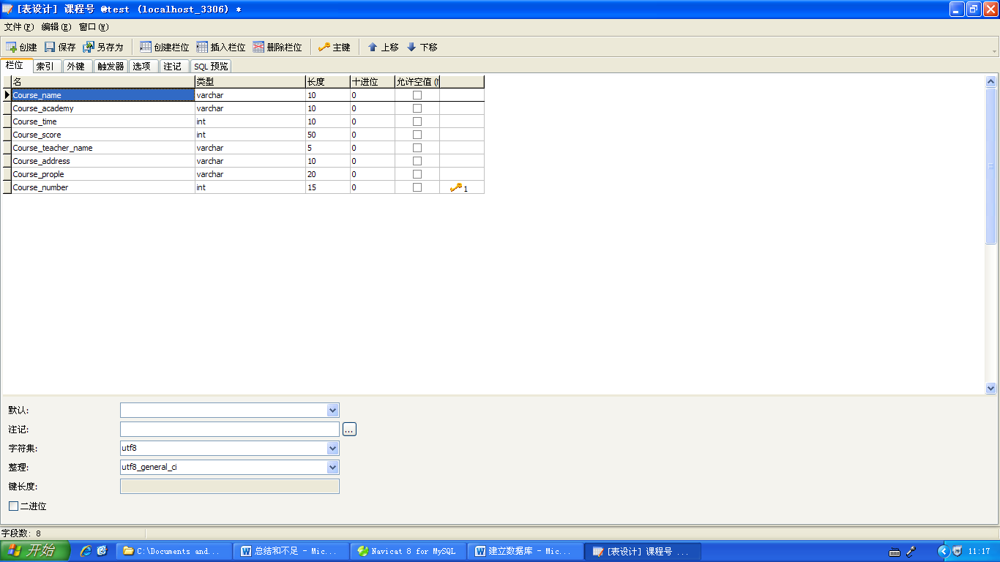 [表设计] 课程号 @test (localhost_3306) *
文件(F) 编辑(E) 窗口(W)
创建 保存 另存为 创建栏位 插入栏位 删除栏位 主键 上移 下移
栏位 索引 外键 触发器 选项 注记 SQL 预览
名 类型 长度 十进位 允许空值 (
Course_name varchar 10 0
Course_academy varchar 10 0
Course_time int 10 0
Course_score int 50 0
Course_teacher_name varchar 5 0
Course_address varchar 10 0
Course_prople varchar 20 0
Course_number int 15 0 1
默认:
注记: ...
字符集: utf8
整理: utf8_general_ci
键长度:
二进位
字段数: 8
开始 C:\Documents and... 总结和不足 - Mic... Navicat 8 for MySQL 建立数据库 - Mic... [表设计] 课程号 ... 11:17